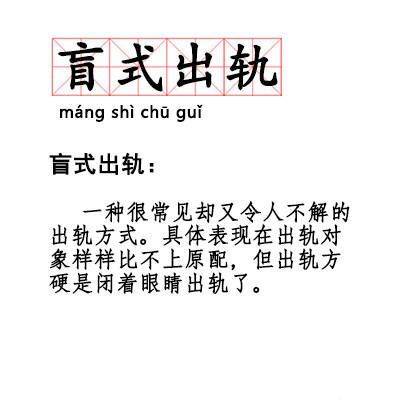 盲式出轨
máng shì chū guǐ
盲式出轨：
一种很常见却又令人不解的
出轨方式。具体表现在出轨对
象样样比不上原配，但出轨方
硬是闭着眼睛出轨了。